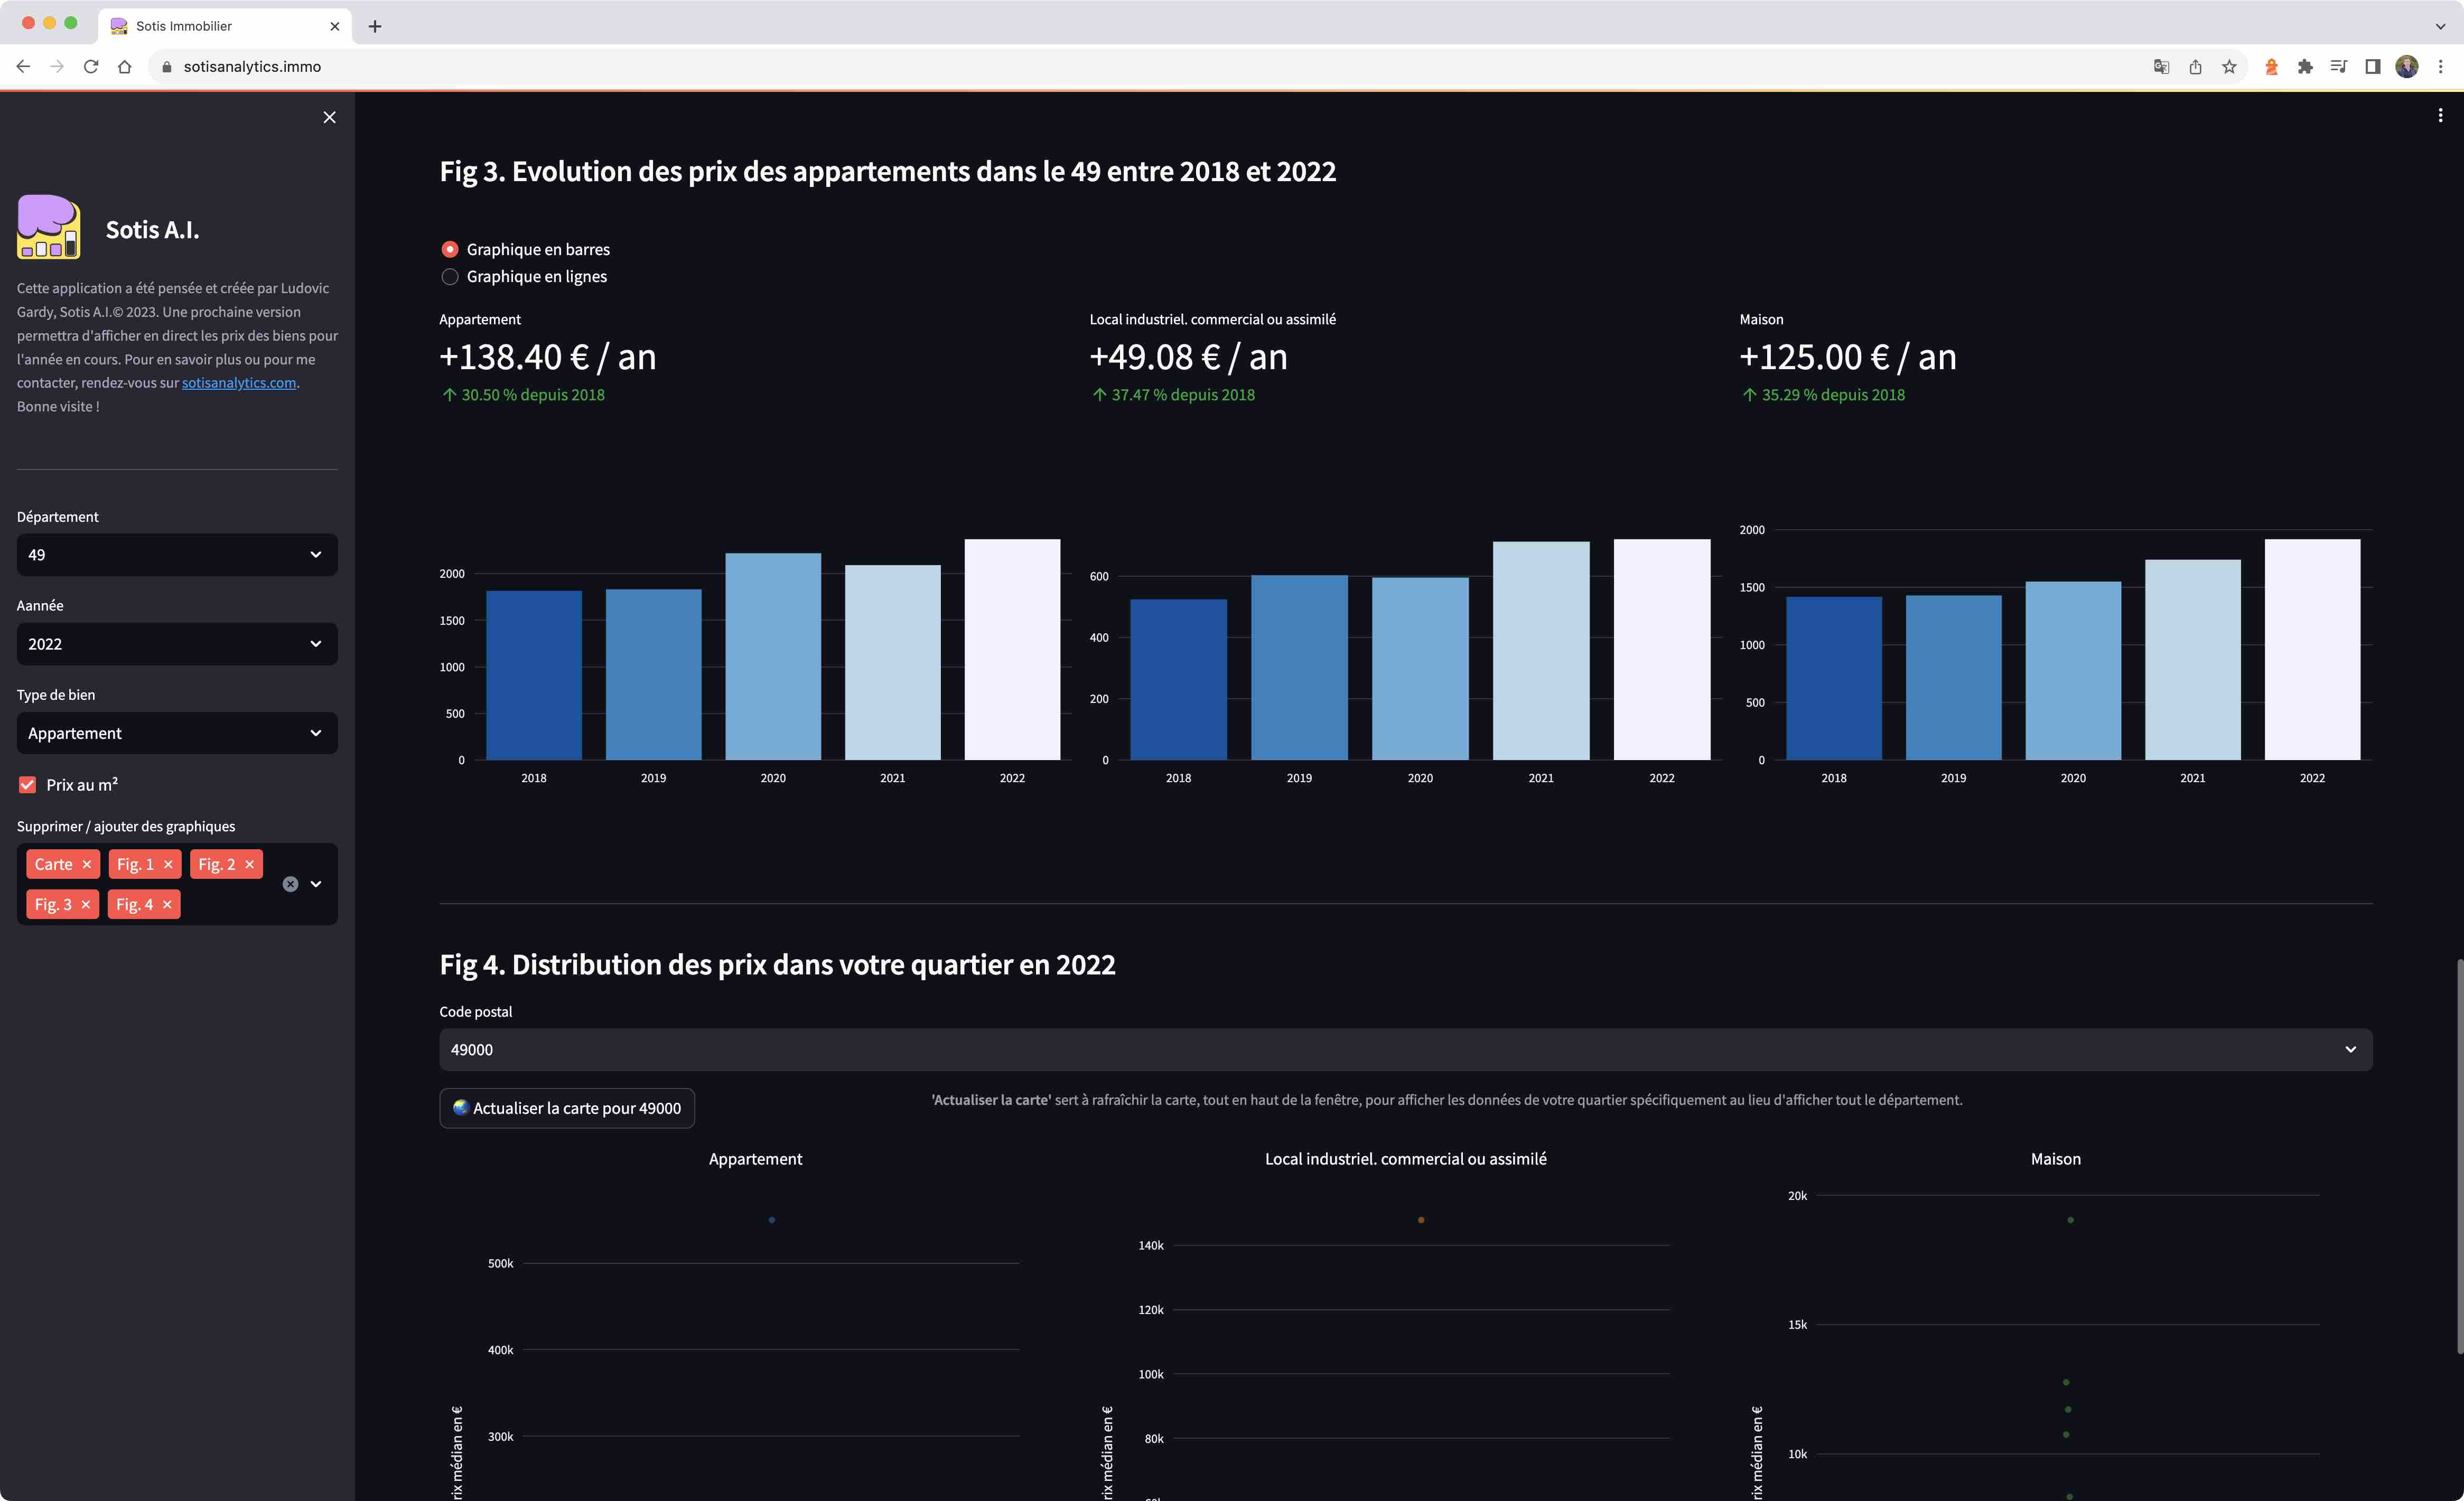 Sotis Immobilier
sotisanalytics.immo
Sotis A.I.
Cette application a été pensée et créée par Ludovic
Gardy, Sotis A.I.© 2023. Une prochaine version
permettra d'afficher en direct les prix des biens pour
l'année en cours. Pour en savoir plus ou pour me
contacter, rendez-vous sur sotisanalytics.com.
Bonne visite !
Département
49
Aannée
2022
Type de bien
Appartement
Prix au m²
Supprimer / ajouter des graphiques
Carte Fig. 1 Fig. 2
Fig. 3 Fig. 4
Fig 3. Evolution des prix des appartements dans le 49 entre 2018 et 2022
Graphique en barres
Graphique en lignes
Appartement
+138.40 € / an
↑ 30.50 % depuis 2018
2000
1500
1000
500
0
2018 2019 2020 2021 2022
Local industriel. commercial ou assimilé
+49.08 € / an
↑ 37.47 % depuis 2018
600
400
200
0
2018 2019 2020 2021 2022
Maison
+125.00 € / an
↑ 35.29 % depuis 2018
2000
1500
1000
500
0
2018 2019 2020 2021 2022
Fig 4. Distribution des prix dans votre quartier en 2022
Code postal
49000
Actualiser la carte pour 49000
'Actualiser la carte' sert à rafraîchir la carte, tout en haut de la fenêtre, pour afficher les données de votre quartier spécifiquement au lieu d'afficher tout le département.
Appartement
500k
400k
300k
médian en €
Local industriel. commercial ou assimilé
140k
120k
100k
80k
médian en €
Maison
20k
15k
10k
médian en €